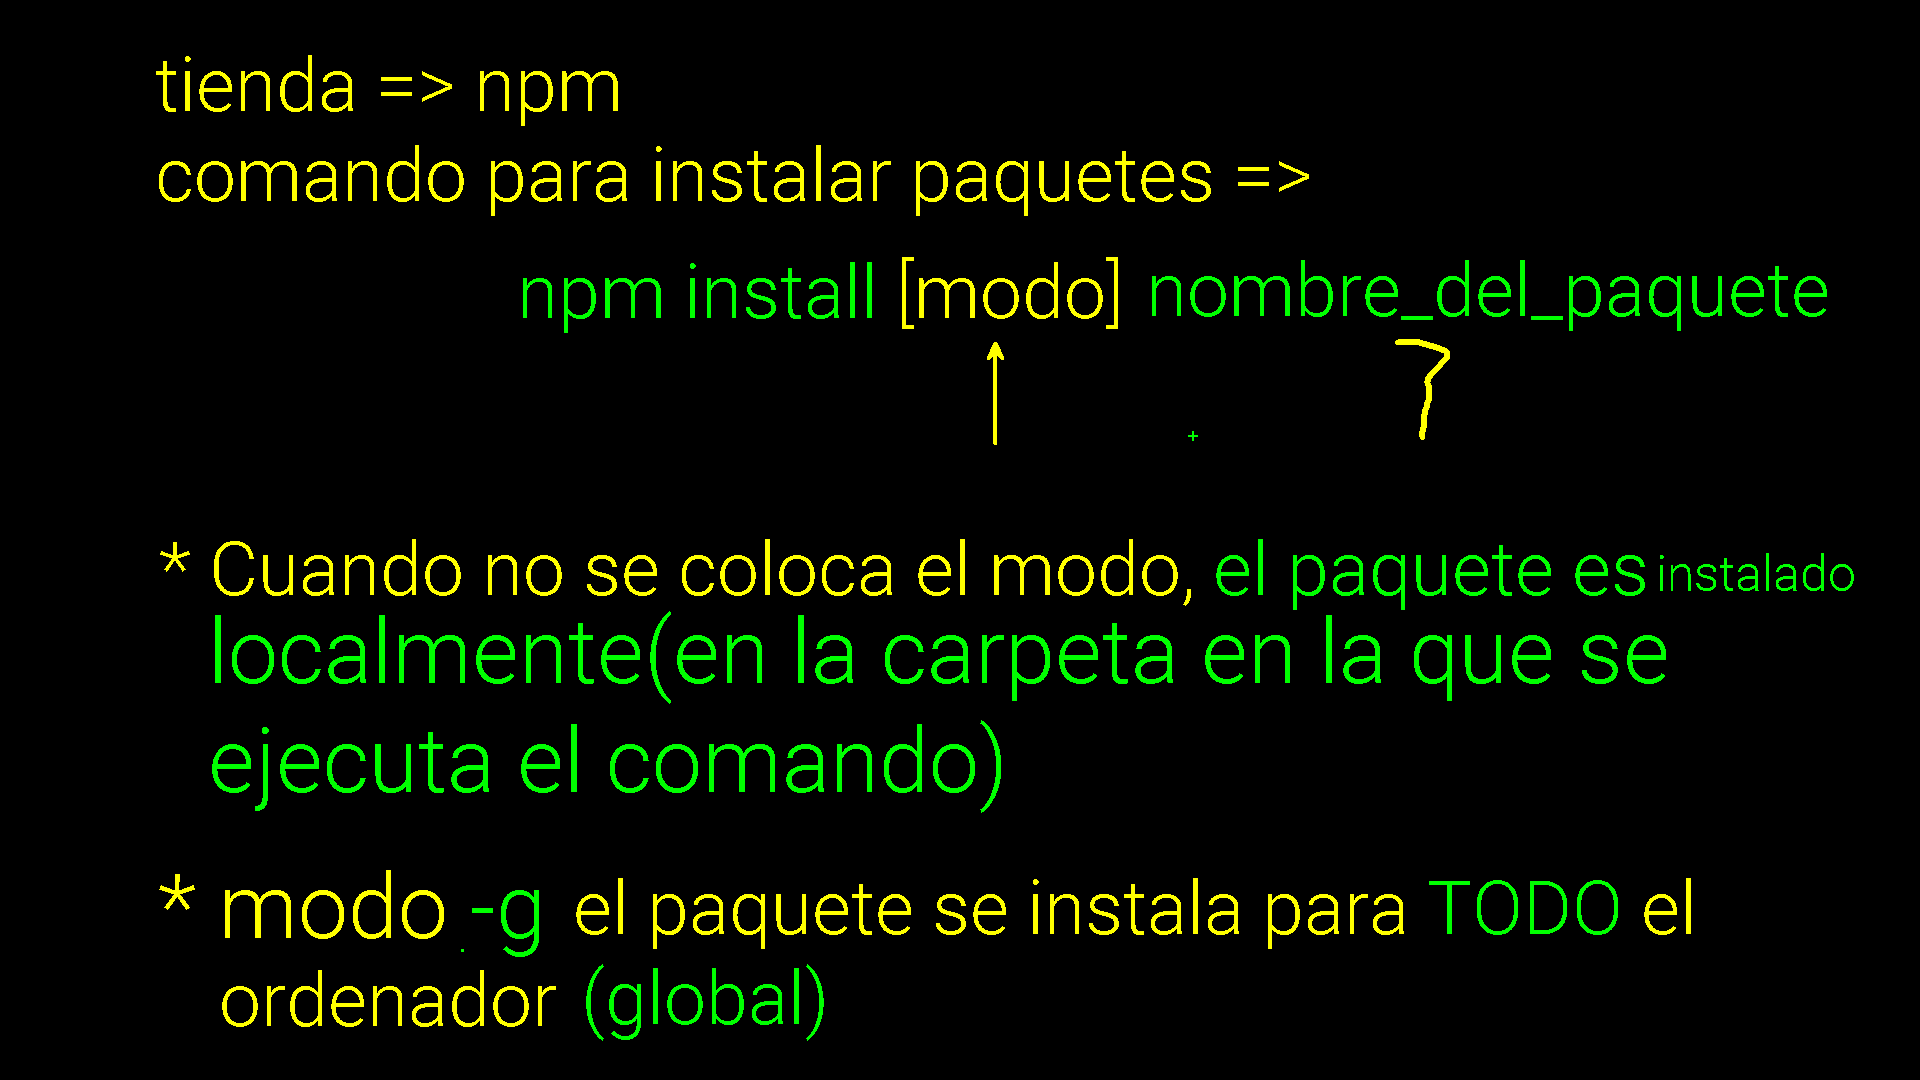 tienda => npm
comando para instalar paquetes =>
npm install [modo] nombre_del_paquete
* Cuando no se coloca el modo, el paquete es instalado
localmente(en la carpeta en la que se
ejecuta el comando)
* modo -g el paquete se instala para TODO el
ordenador (global)